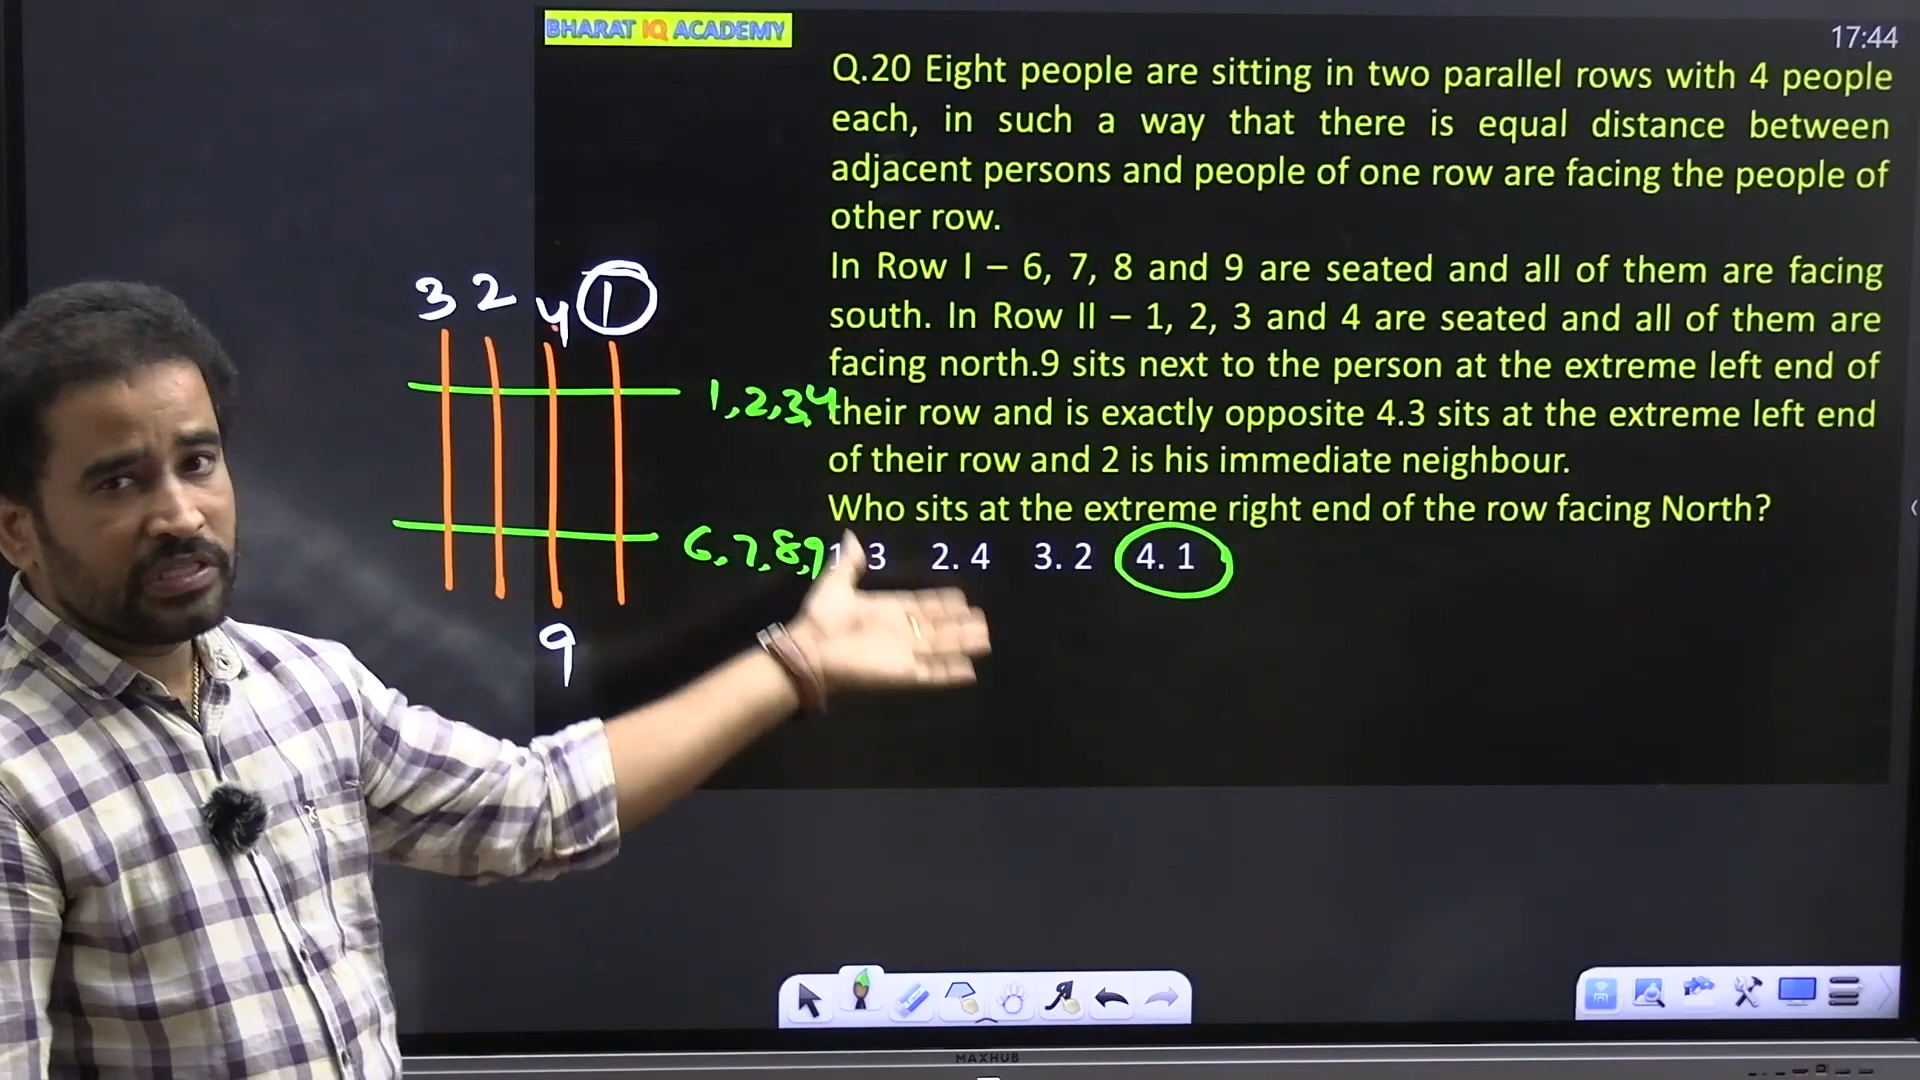 BHARAT IQ ACADEMY
17:44
Q.20 Eight people are sitting in two parallel rows with 4 people
each, in such a way that there is equal distance between
adjacent persons and people of one row are facing the people of
other row.
In Row I – 6, 7, 8 and 9 are seated and all of them are facing
south. In Row II – 1, 2, 3 and 4 are seated and all of them are
facing north.9 sits next to the person at the extreme left end of
their row and is exactly opposite 4.3 sits at the extreme left end
of their row and 2 is his immediate neighbour.
Who sits at the extreme right end of the row facing North?
1. 3 2. 4 3. 2 4. 1
3 2 4 1
1,2,3,4
6,7,8,9
9
MAXHUB